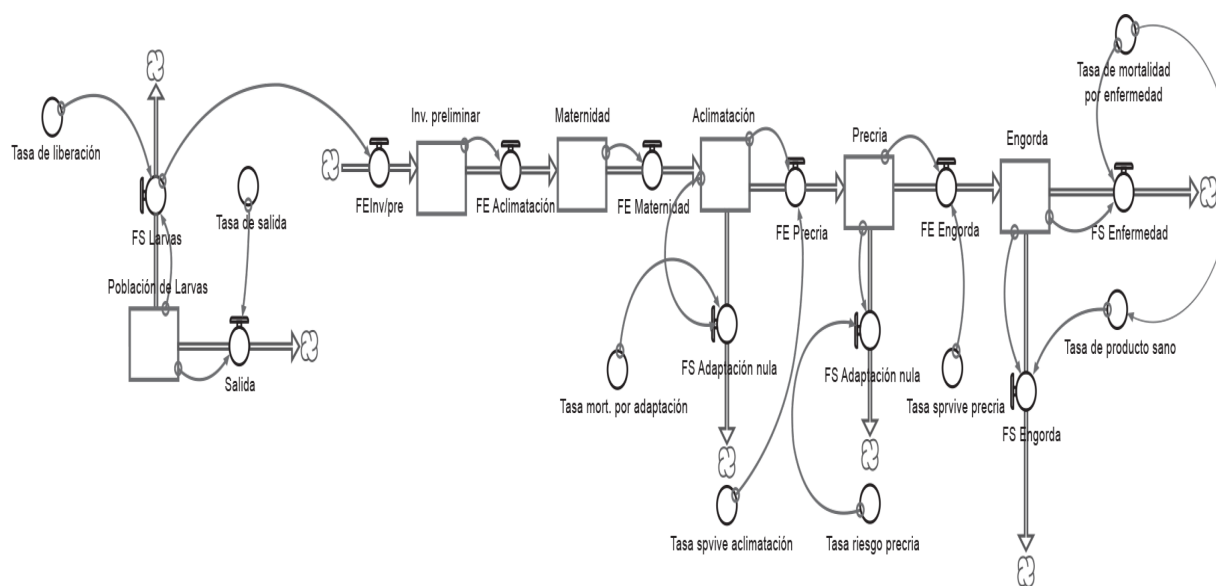 Tasa de mortalidad
por enfermedad
Inv. preliminar
Maternidad
Aclimatación
Precria
Engorda
Tasa de liberación
FEInv/pre
FE Aclimatación
FE Maternidad
FE Precria
FE Engorda
FS Enfermedad
Tasa de salida
FS Larvas
Población de Larvas
Salida
Tasa mort. por adaptación
FS Adaptación nula
FS Adaptación nula
Tasa sprvive precria
Tasa de producto sano
FS Engorda
Tasa spvive aclimatación
Tasa riesgo precria